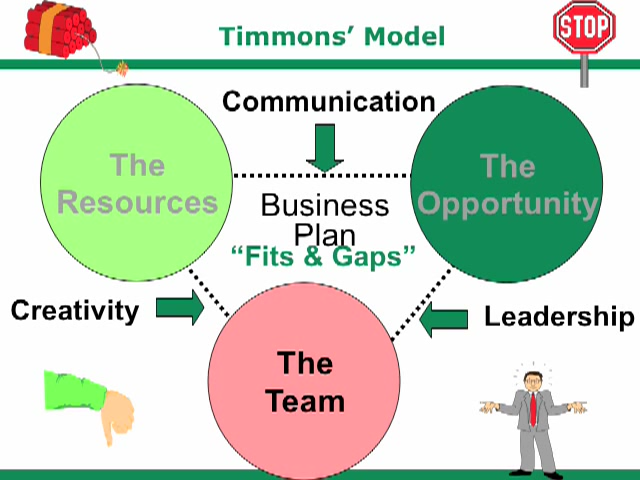 Timmons’ Model
STOP
Communication
The
Resources
The
Opportunity
Business
Plan
“Fits & Gaps”
Creativity
Leadership
The
Team